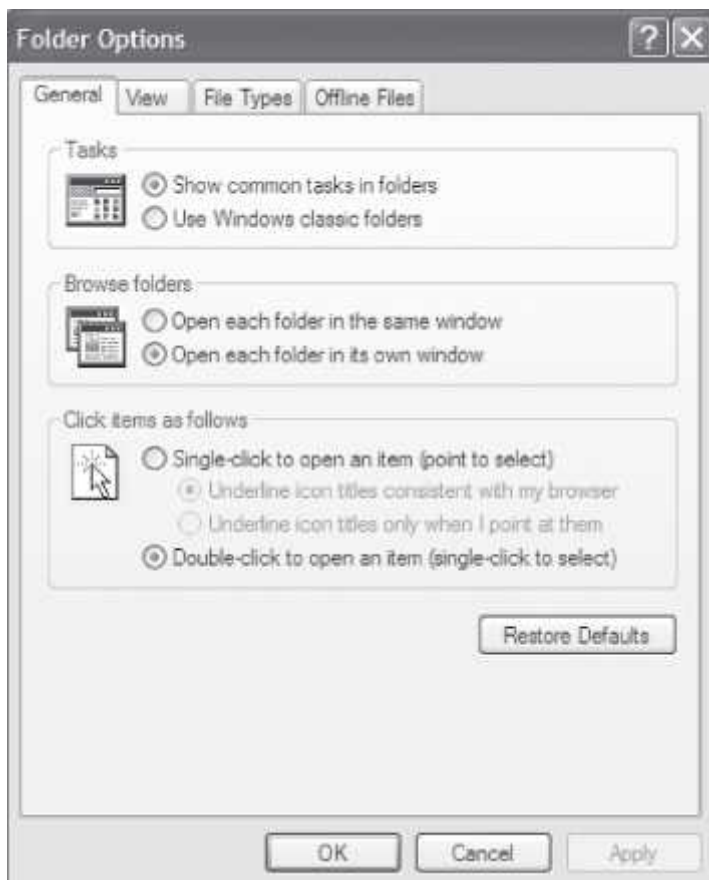 Folder Options
General View File Types Offline Files
Tasks
Show common tasks in folders
Use Windows classic folders
Browse folders
Open each folder in the same window
Open each folder in its own window
Click items as follows
Single-click to open an item (point to select)
Underline icon titles consistent with my browser
Underline icon titles only when I point at them
Double-click to open an item (single-click to select)
Restore Defaults
OK Cancel Apply